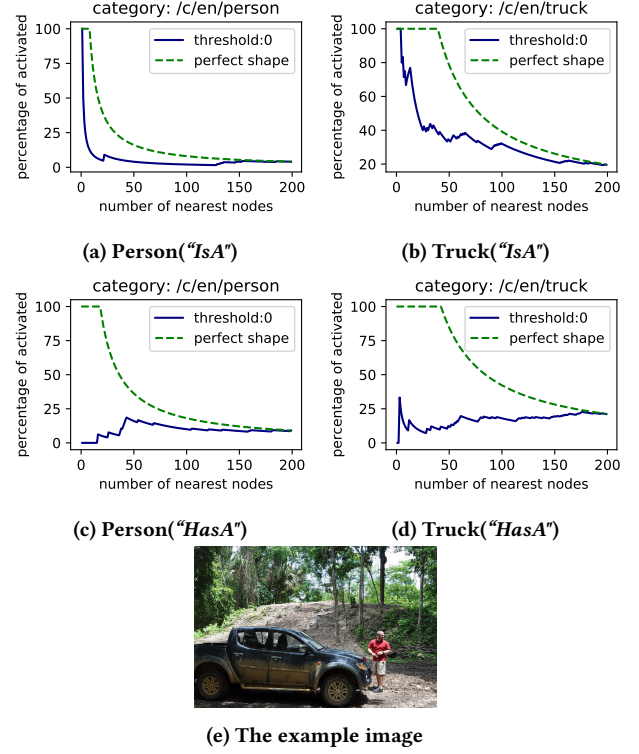 category: /c/en/person
category: /c/en/truck
percentage of activated
100
75
50
25
0
threshold:0
perfect shape
0 50 100 150 200
number of nearest nodes
percentage of activated
100
80
60
40
20
threshold:0
perfect shape
0 50 100 150 200
number of nearest nodes
(a) Person(“IsA")
(b) Truck(“IsA")
category: /c/en/person
category: /c/en/truck
percentage of activated
100
75
50
25
0
threshold:0
perfect shape
0 50 100 150 200
number of nearest nodes
percentage of activated
100
75
50
25
0
threshold:0
perfect shape
0 50 100 150 200
number of nearest nodes
(c) Person(“HasA")
(d) Truck(“HasA")
(e) The example image